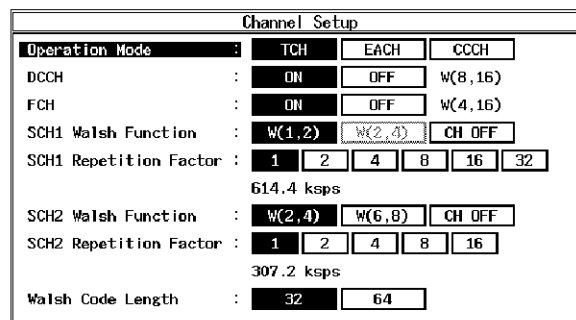 Channel Setup
Operation Mode : TCH EACH CCCH
DCCH : ON OFF W(8,16)
FCH : ON OFF W(4,16)
SCH1 Walsh Function : W(1,2) W(2,4) CH OFF
SCH1 Repetition Factor : 1 2 4 8 16 32
614.4 ksps
SCH2 Walsh Function : W(2,4) W(6,8) CH OFF
SCH2 Repetition Factor : 1 2 4 8 16
307.2 ksps
Walsh Code Length : 32 64